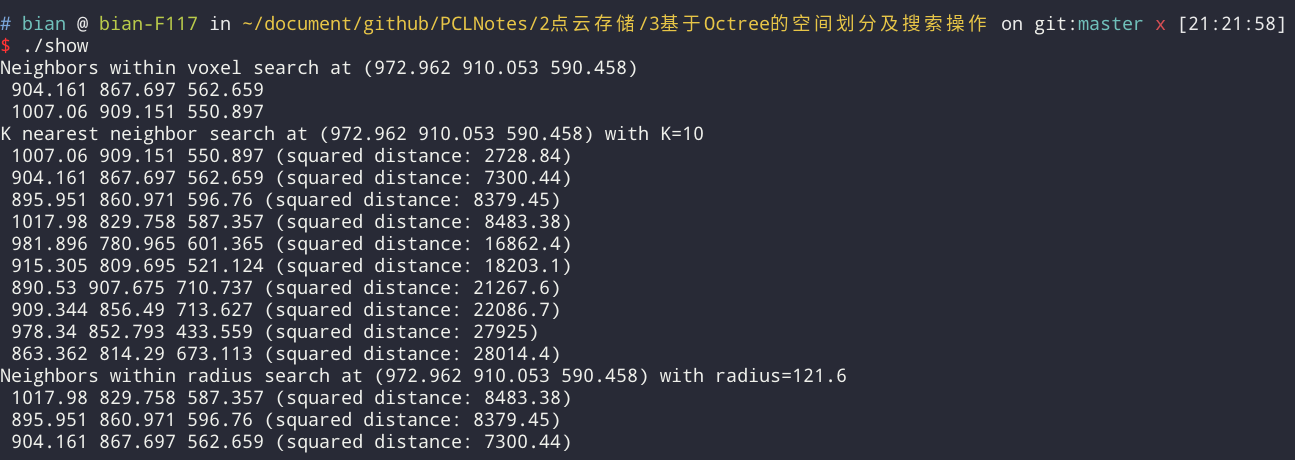 # bian @ bian-F117 in ~/document/github/PCLNotes/2点云存储/3基于Octree的空间划分及搜索操作 on git:master x [21:21:58]
$ ./show
Neighbors within voxel search at (972.962 910.053 590.458)
 904.161 867.697 562.659
 1007.06 909.151 550.897
K nearest neighbor search at (972.962 910.053 590.458) with K=10
 1007.06 909.151 550.897 (squared distance: 2728.84)
 904.161 867.697 562.659 (squared distance: 7300.44)
 895.951 860.971 596.76 (squared distance: 8379.45)
 1017.98 829.758 587.357 (squared distance: 8483.38)
 981.896 780.965 601.365 (squared distance: 16862.4)
 915.305 809.695 521.124 (squared distance: 18203.1)
 890.53 907.675 710.737 (squared distance: 21267.6)
 909.344 856.49 713.627 (squared distance: 22086.7)
 978.34 852.793 433.559 (squared distance: 27925)
 863.362 814.29 673.113 (squared distance: 28014.4)
Neighbors within radius search at (972.962 910.053 590.458) with radius=121.6
 1017.98 829.758 587.357 (squared distance: 8483.38)
 895.951 860.971 596.76 (squared distance: 8379.45)
 904.161 867.697 562.659 (squared distance: 7300.44)